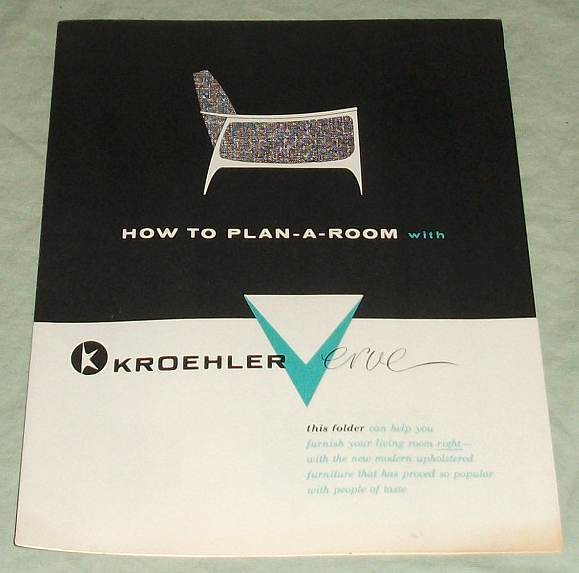 HOW TO PLAN-A-ROOM with
KROEHLER Verve
this folder can help you
furnish your living room right—
with the new modern upholstered
furniture that has proved so popular
with people of taste